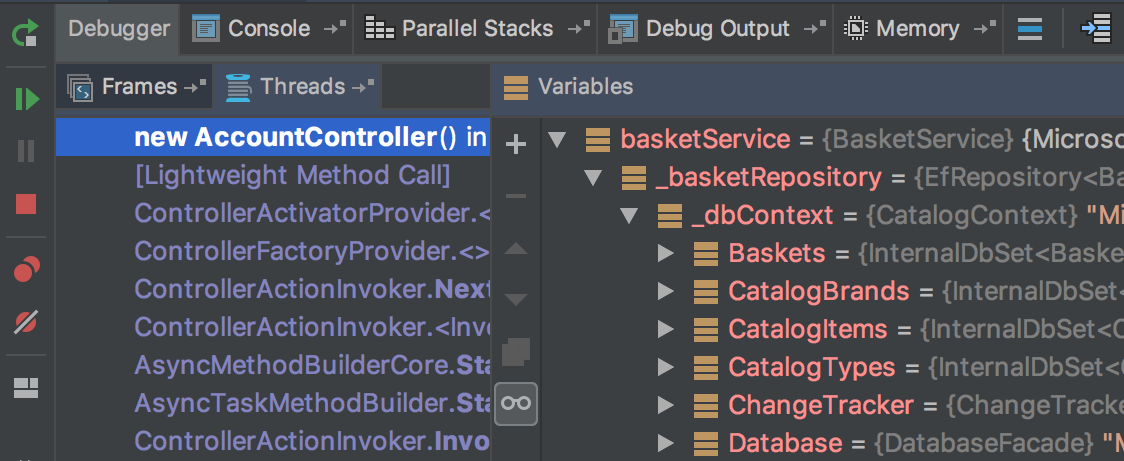 Debugger Console Parallel Stacks Debug Output Memory
Frames Threads Variables
new AccountController() in
[Lightweight Method Call]
ControllerActivatorProvider.<
ControllerFactoryProvider.<>
ControllerActionInvoker.Next
ControllerActionInvoker.<Invo
AsyncMethodBuilderCore.Sta
AsyncTaskMethodBuilder.Sta
ControllerActionInvoker.Invo
basketService = {BasketService} {Microso
_basketRepository = {EfRepository<Ba
_dbContext = {CatalogContext} "Mi
Baskets = {InternalDbSet<Baske
CatalogBrands = {InternalDbSet<
CatalogItems = {InternalDbSet<C
CatalogTypes = {InternalDbSet<
ChangeTracker = {ChangeTracke
Database = {DatabaseFacade} "M